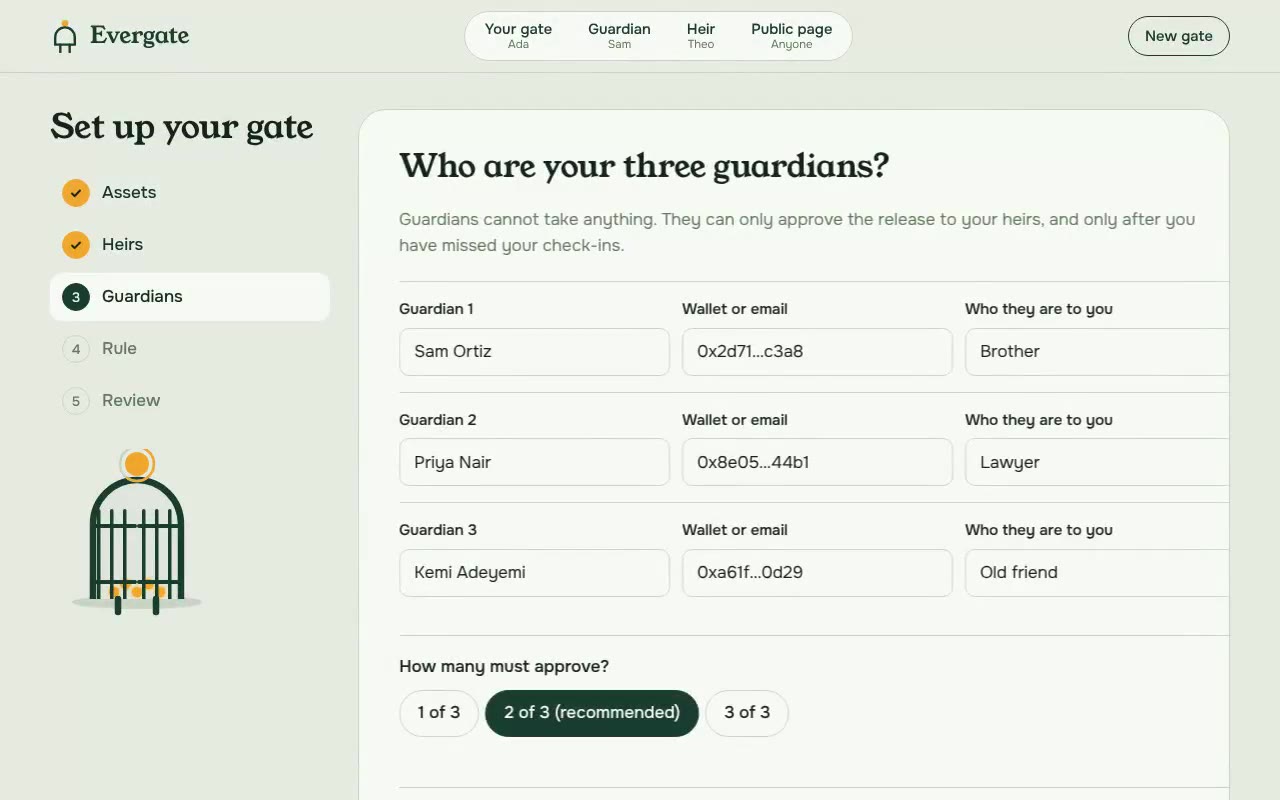 Evergate
Your gate
Ada
Guardian
Sam
Heir
Theo
Public page
Anyone
New gate
Set up your gate
Assets
Heirs
3 Guardians
4 Rule
5 Review
Who are your three guardians?
Guardians cannot take anything. They can only approve the release to your heirs, and only after you
have missed your check-ins.
Guardian 1 Wallet or email Who they are to you
Sam Ortiz 0x2d71...c3a8 Brother
Guardian 2 Wallet or email Who they are to you
Priya Nair 0x8e05...44b1 Lawyer
Guardian 3 Wallet or email Who they are to you
Kemi Adeyemi 0xa61f...0d29 Old friend
How many must approve?
1 of 3 2 of 3 (recommended) 3 of 3